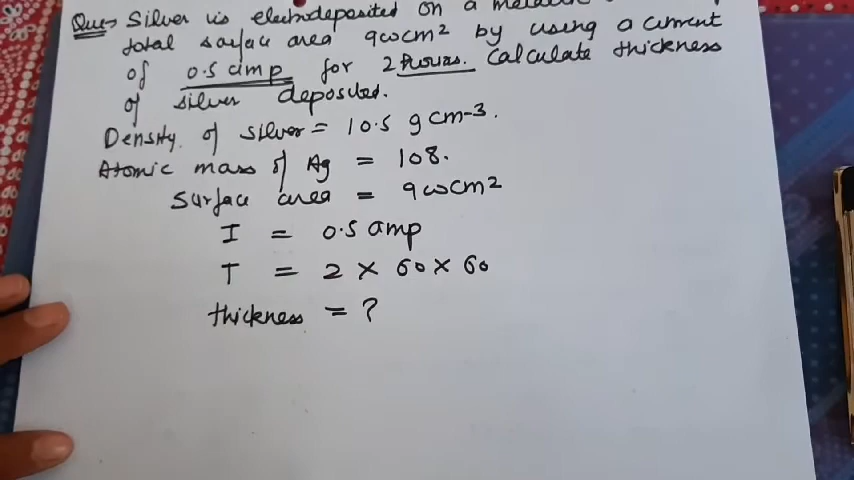 Ques Silver is electrodeposited on a metallic
total surface area 900cm2 by using a current
of 0.5 amp for 2 hours. Calculate thickness
of silver deposited.
Density of silver = 10.5 g cm-3.
Atomic mass of Ag = 108.
Surface area = 900cm2
I = 0.5 amp
T = 2 × 60 × 60
thickness = ?